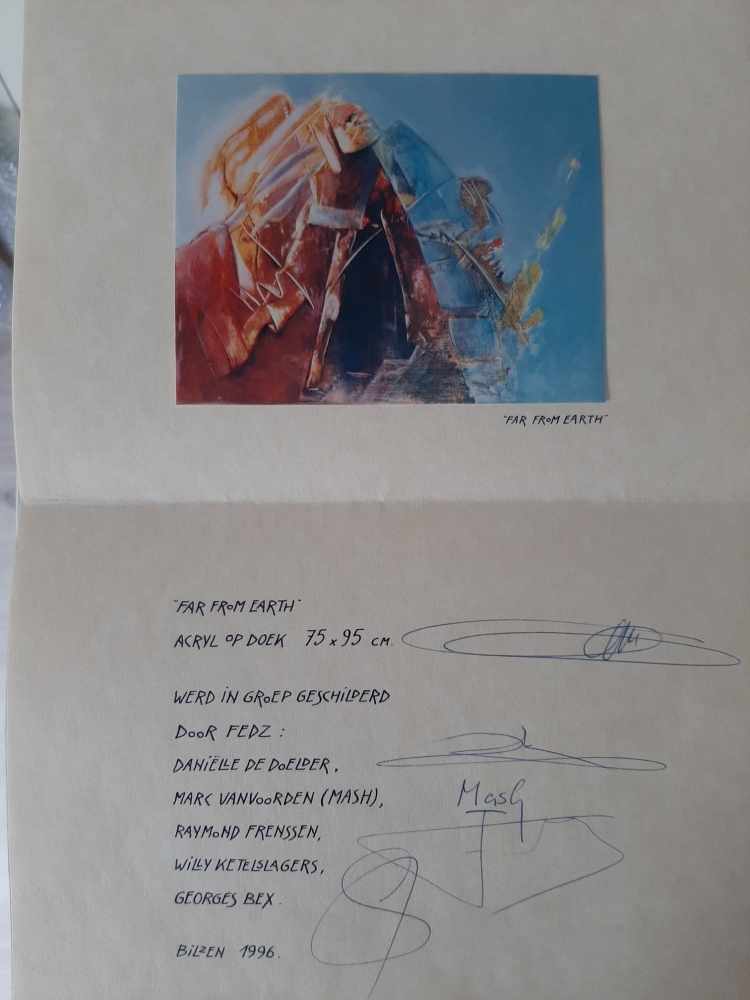 "FAR FROM EARTH"
"FAR FROM EARTH"
ACRYL OP DOEK 75 x 95 CM.
WERD IN GROEP GESCHILDERD
DOOR FEDZ :
DANIËLLE DE DOELDER,
MARC VANVOORDEN (MASH),
Mash
RAYMOND FRENSSEN,
WILLY KETELSLAGERS,
GEORGES BEX.
BILZEN 1996.